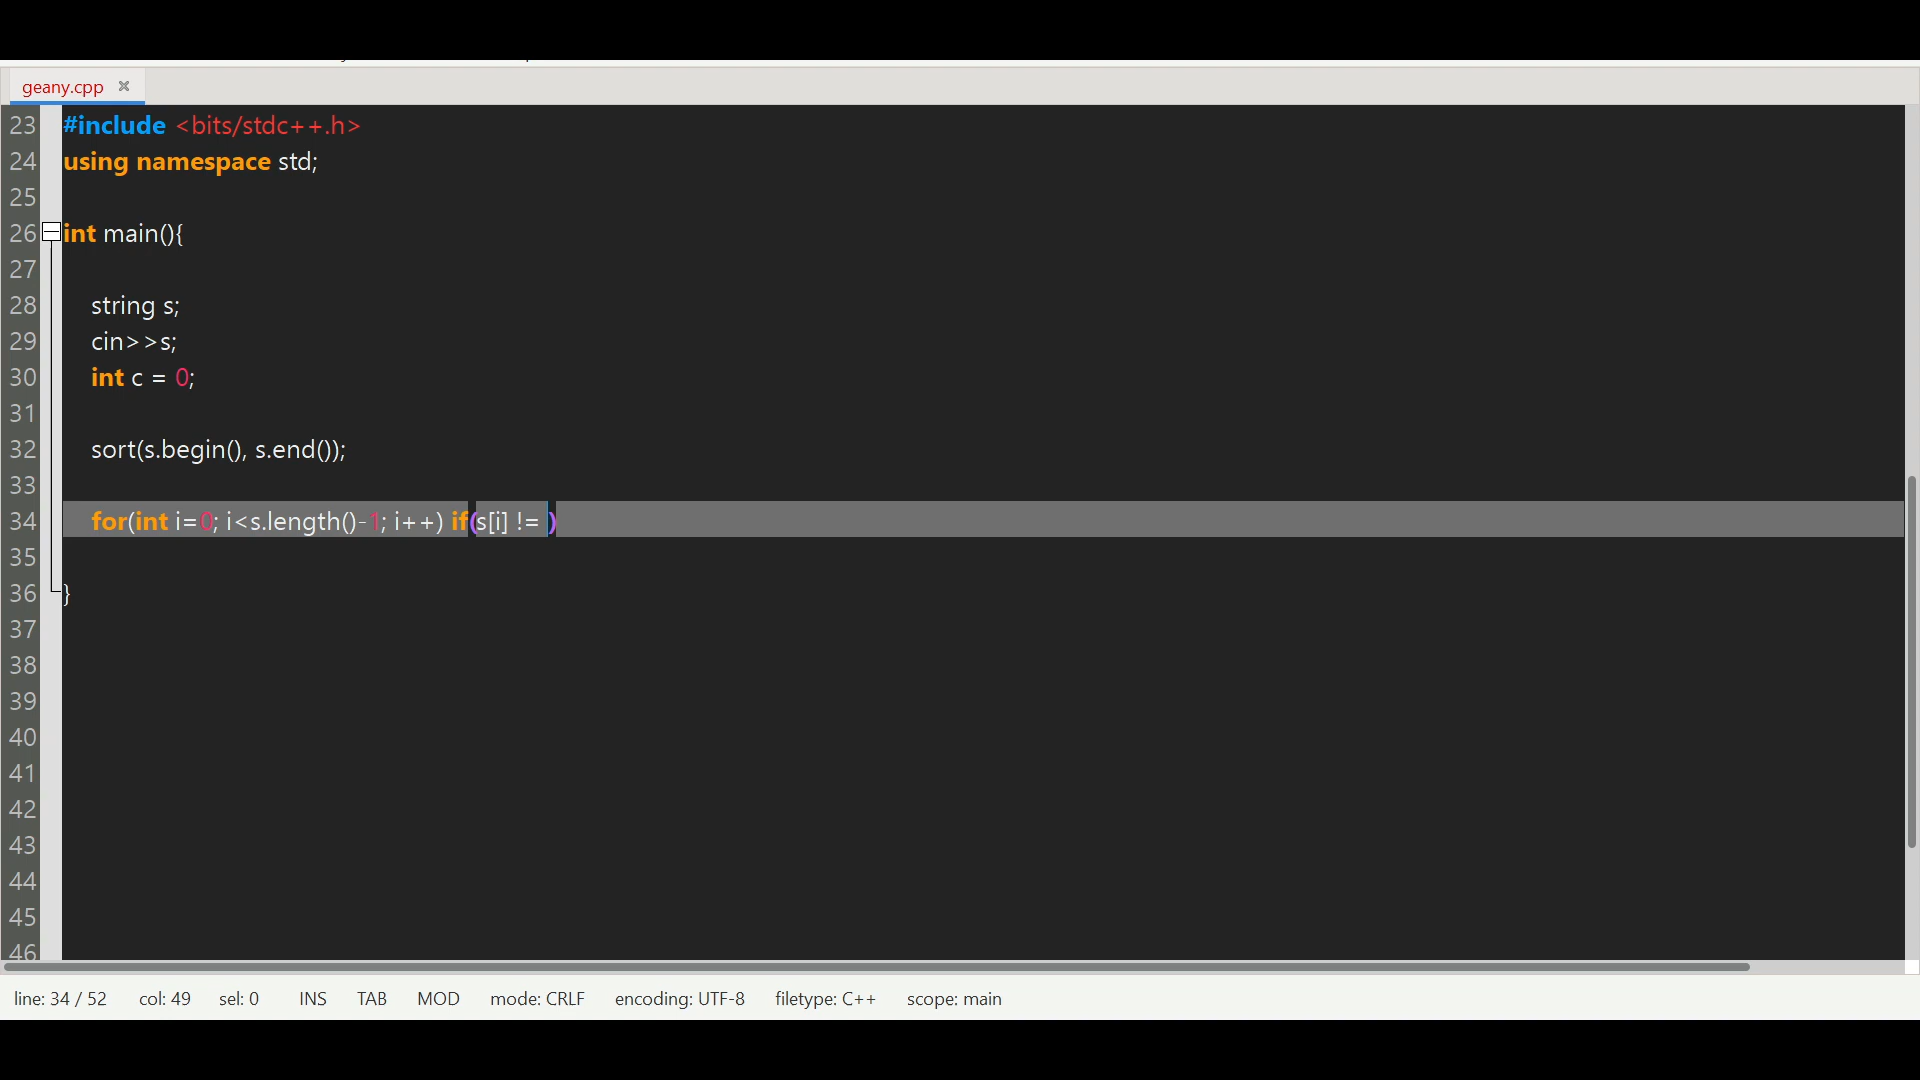 geany.cpp
23 #include <bits/stdc++.h>
24 using namespace std;
25
26 int main(){
27
28 string s;
29 cin>>s;
30 int c = 0;
31
32 sort(s.begin(), s.end());
33
34 for(int i=0; i<s.length()-1; i++) if(s[i] != )
35
36 }
37
38
39
40
41
42
43
44
45
46
line: 34 / 52 col: 49 sel: 0 INS TAB MOD mode: CRLF encoding: UTF-8 filetype: C++ scope: main